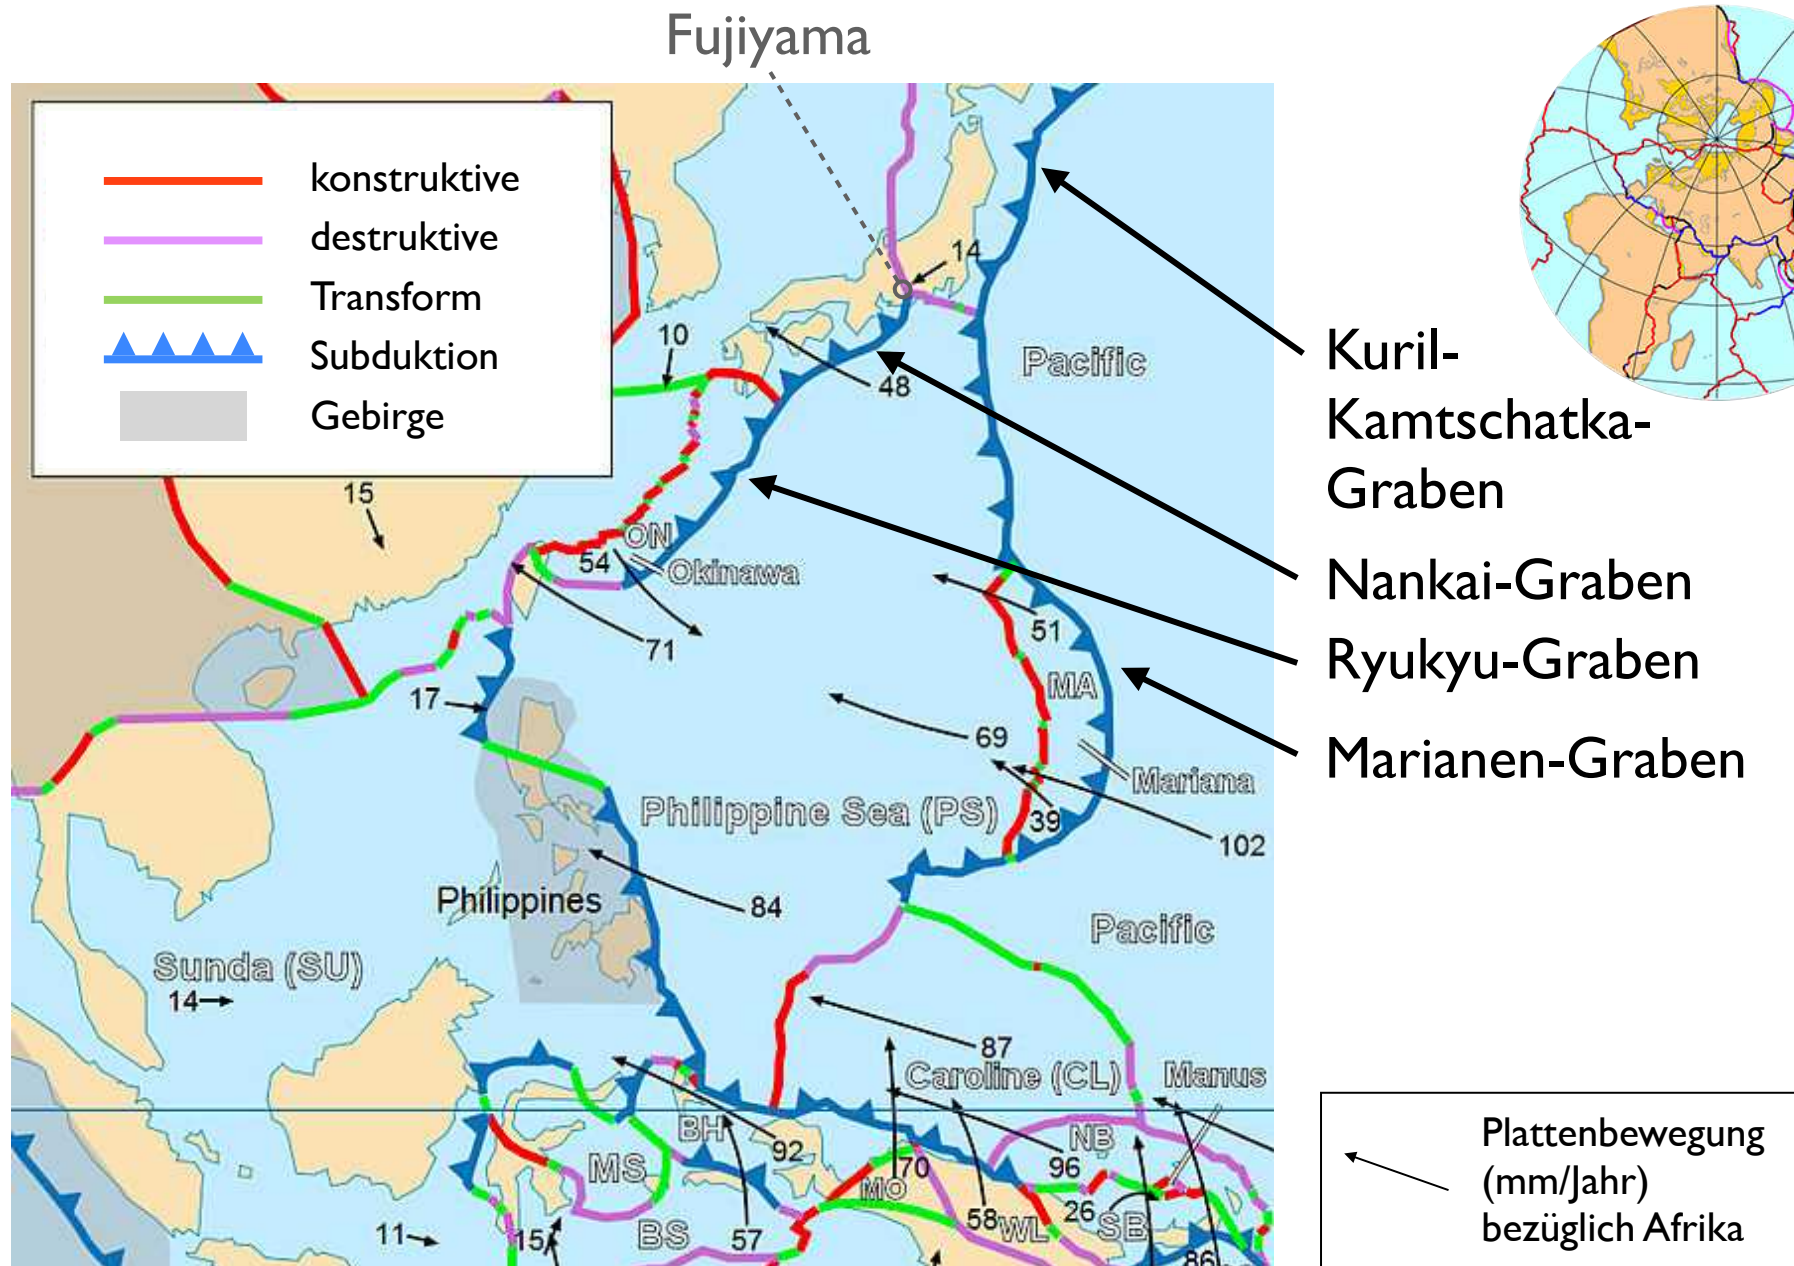 Fujiyama
konstruktive
destruktive
Transform
Subduktion
Gebirge
14
10
48
Pacific
Kuril-
Kamtschatka-
Graben
15
ON
54
Okinawa
Nankai-Graben
71
51
Ryukyu-Graben
17
MA
69
Mariana
Marianen-Graben
Philippine Sea (PS)
39
102
Philippines
84
Pacific
Sunda (SU)
14
87
Caroline (CL)
Manus
BH
92
NB
MS
70
96
MO
58
26
11
15
BS
57
WL
SB
86
Plattenbewegung
(mm/Jahr)
bezüglich Afrika